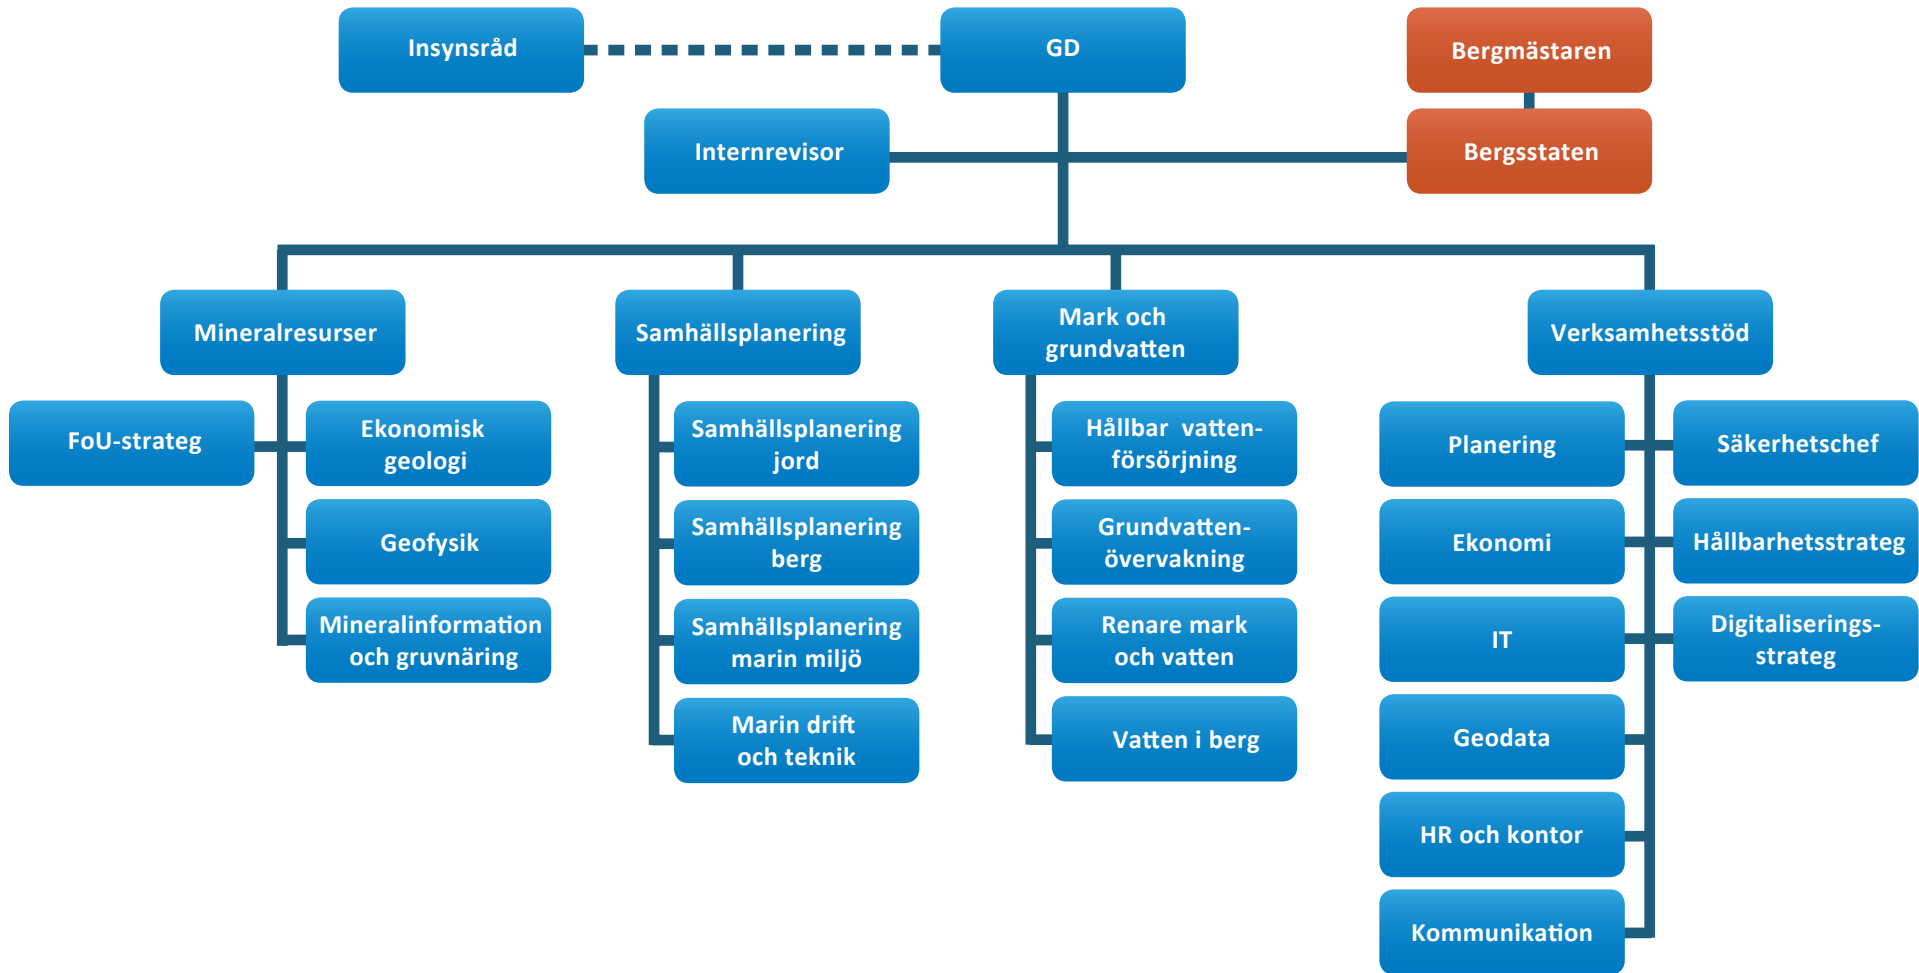 Insynsråd
GD
Bergmästaren
Internrevisor
Bergsstaten
Mineralresurser
Samhällsplanering
Mark och
grundvatten
Verksamhetsstöd
FoU-strateg
Ekonomisk
geologi
Geofysik
Mineralinformation
och gruvnäring
Samhällsplanering
jord
Samhällsplanering
berg
Samhällsplanering
marin miljö
Marin drift
och teknik
Hållbar vatten-
försörjning
Grundvatten-
övervakning
Renare mark
och vatten
Vatten i berg
Planering
Ekonomi
IT
Geodata
HR och kontor
Kommunikation
Säkerhetschef
Hållbarhetsstrateg
Digitaliserings-
strateg